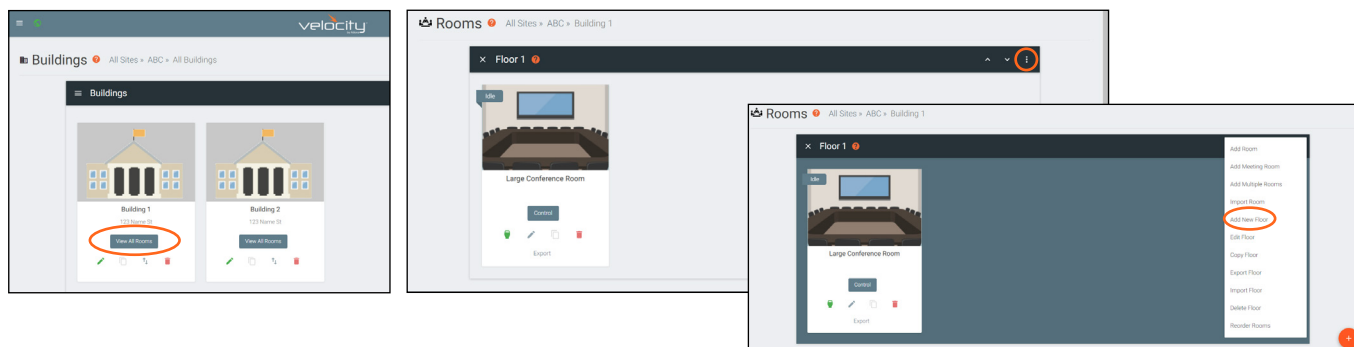 velocity
Buildings ? All Sites » ABC » All Buildings
Buildings
Building 1
123 Name St
View All Rooms
Building 2
123 Name St
View All Rooms
Rooms ? All Sites » ABC » Building 1
Floor 1 ?
Idle
Large Conference Room
Control
Export
Rooms ? All Sites » ABC » Building 1
Floor 1 ?
Idle
Large Conference Room
Control
Export
Add Room
Add Meeting Room
Add Multiple Rooms
Import Room
Add New Floor
Edit Floor
Copy Floor
Export Floor
Import Floor
Delete Floor
Reorder Rooms